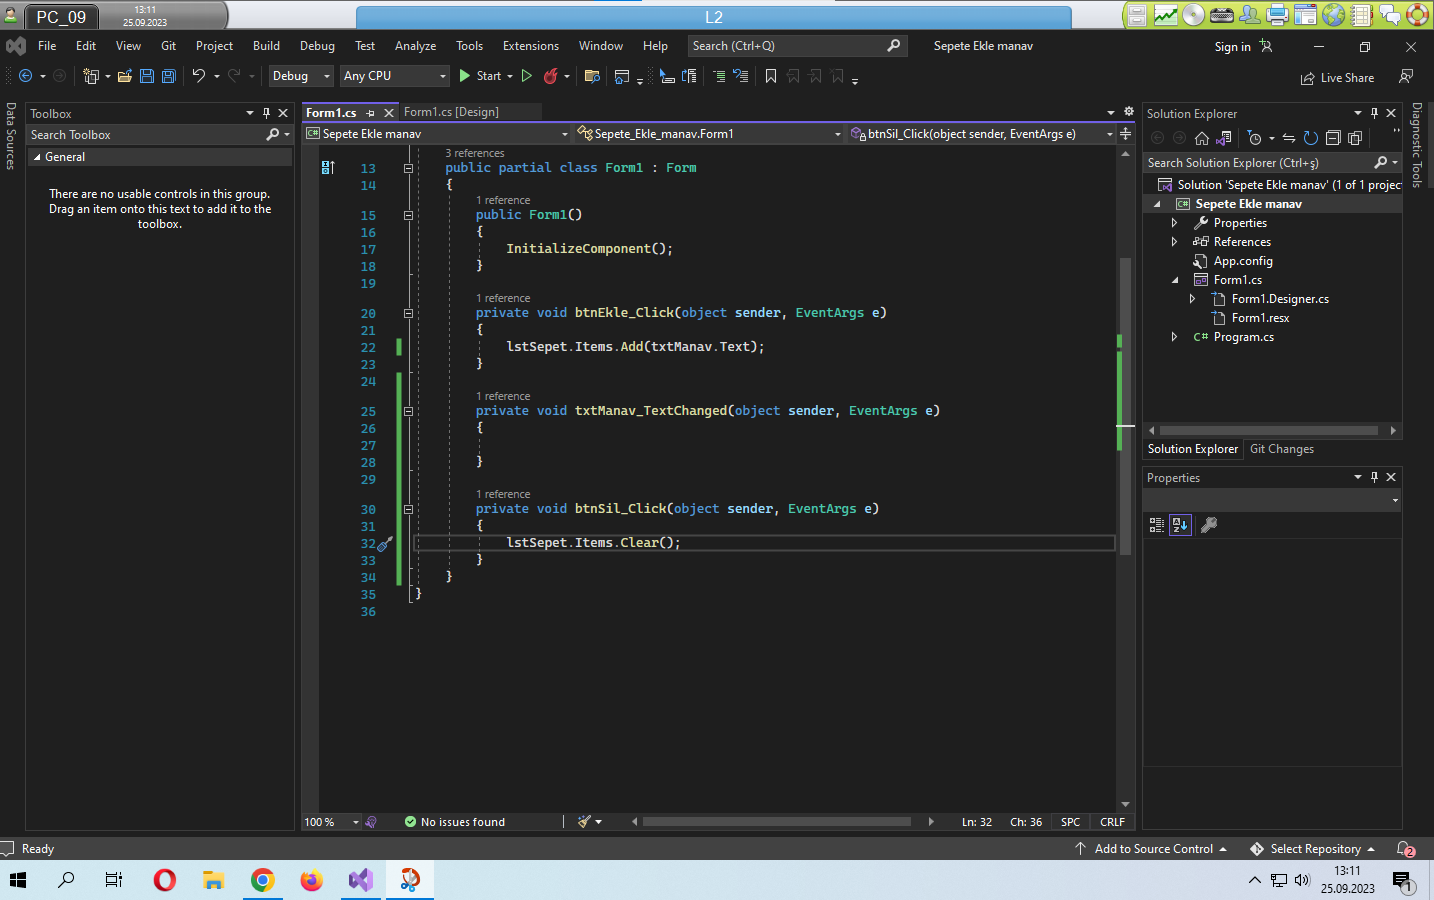 PC_09
13:11
25.09.2023
L2
File Edit View Git Project Build Debug Test Analyze Tools Extensions Window Help Search (Ctrl+Q) Sepete Ekle manav Sign in
Debug Any CPU Start Live Share
Data Sources
Toolbox
Search Toolbox
General
There are no usable controls in this group.
Drag an item onto this text to add it to the
toolbox.
Form1.cs Form1.cs [Design]
Sepete Ekle manav Sepete_Ekle_manav.Form1 btnSil_Click(object sender, EventArgs e)
3 references
13 public partial class Form1 : Form
14 {
1 reference
15 public Form1()
16 {
17 InitializeComponent();
18 }
19
1 reference
20 private void btnEkle_Click(object sender, EventArgs e)
21 {
22 lstSepet.Items.Add(txtManav.Text);
23 }
24
1 reference
25 private void txtManav_TextChanged(object sender, EventArgs e)
26 {
27
28 }
29
1 reference
30 private void btnSil_Click(object sender, EventArgs e)
31 {
32 lstSepet.Items.Clear();
33 }
34 }
35 }
36
100 % No issues found Ln: 32 Ch: 36 SPC CRLF
Solution Explorer
Search Solution Explorer (Ctrl+ş)
Solution 'Sepete Ekle manav' (1 of 1 projec
Sepete Ekle manav
Properties
References
App.config
Form1.cs
Form1.Designer.cs
Form1.resx
Program.cs
Solution Explorer Git Changes
Properties
Diagnostic Tools
Ready Add to Source Control Select Repository 2
13:11
25.09.2023
1